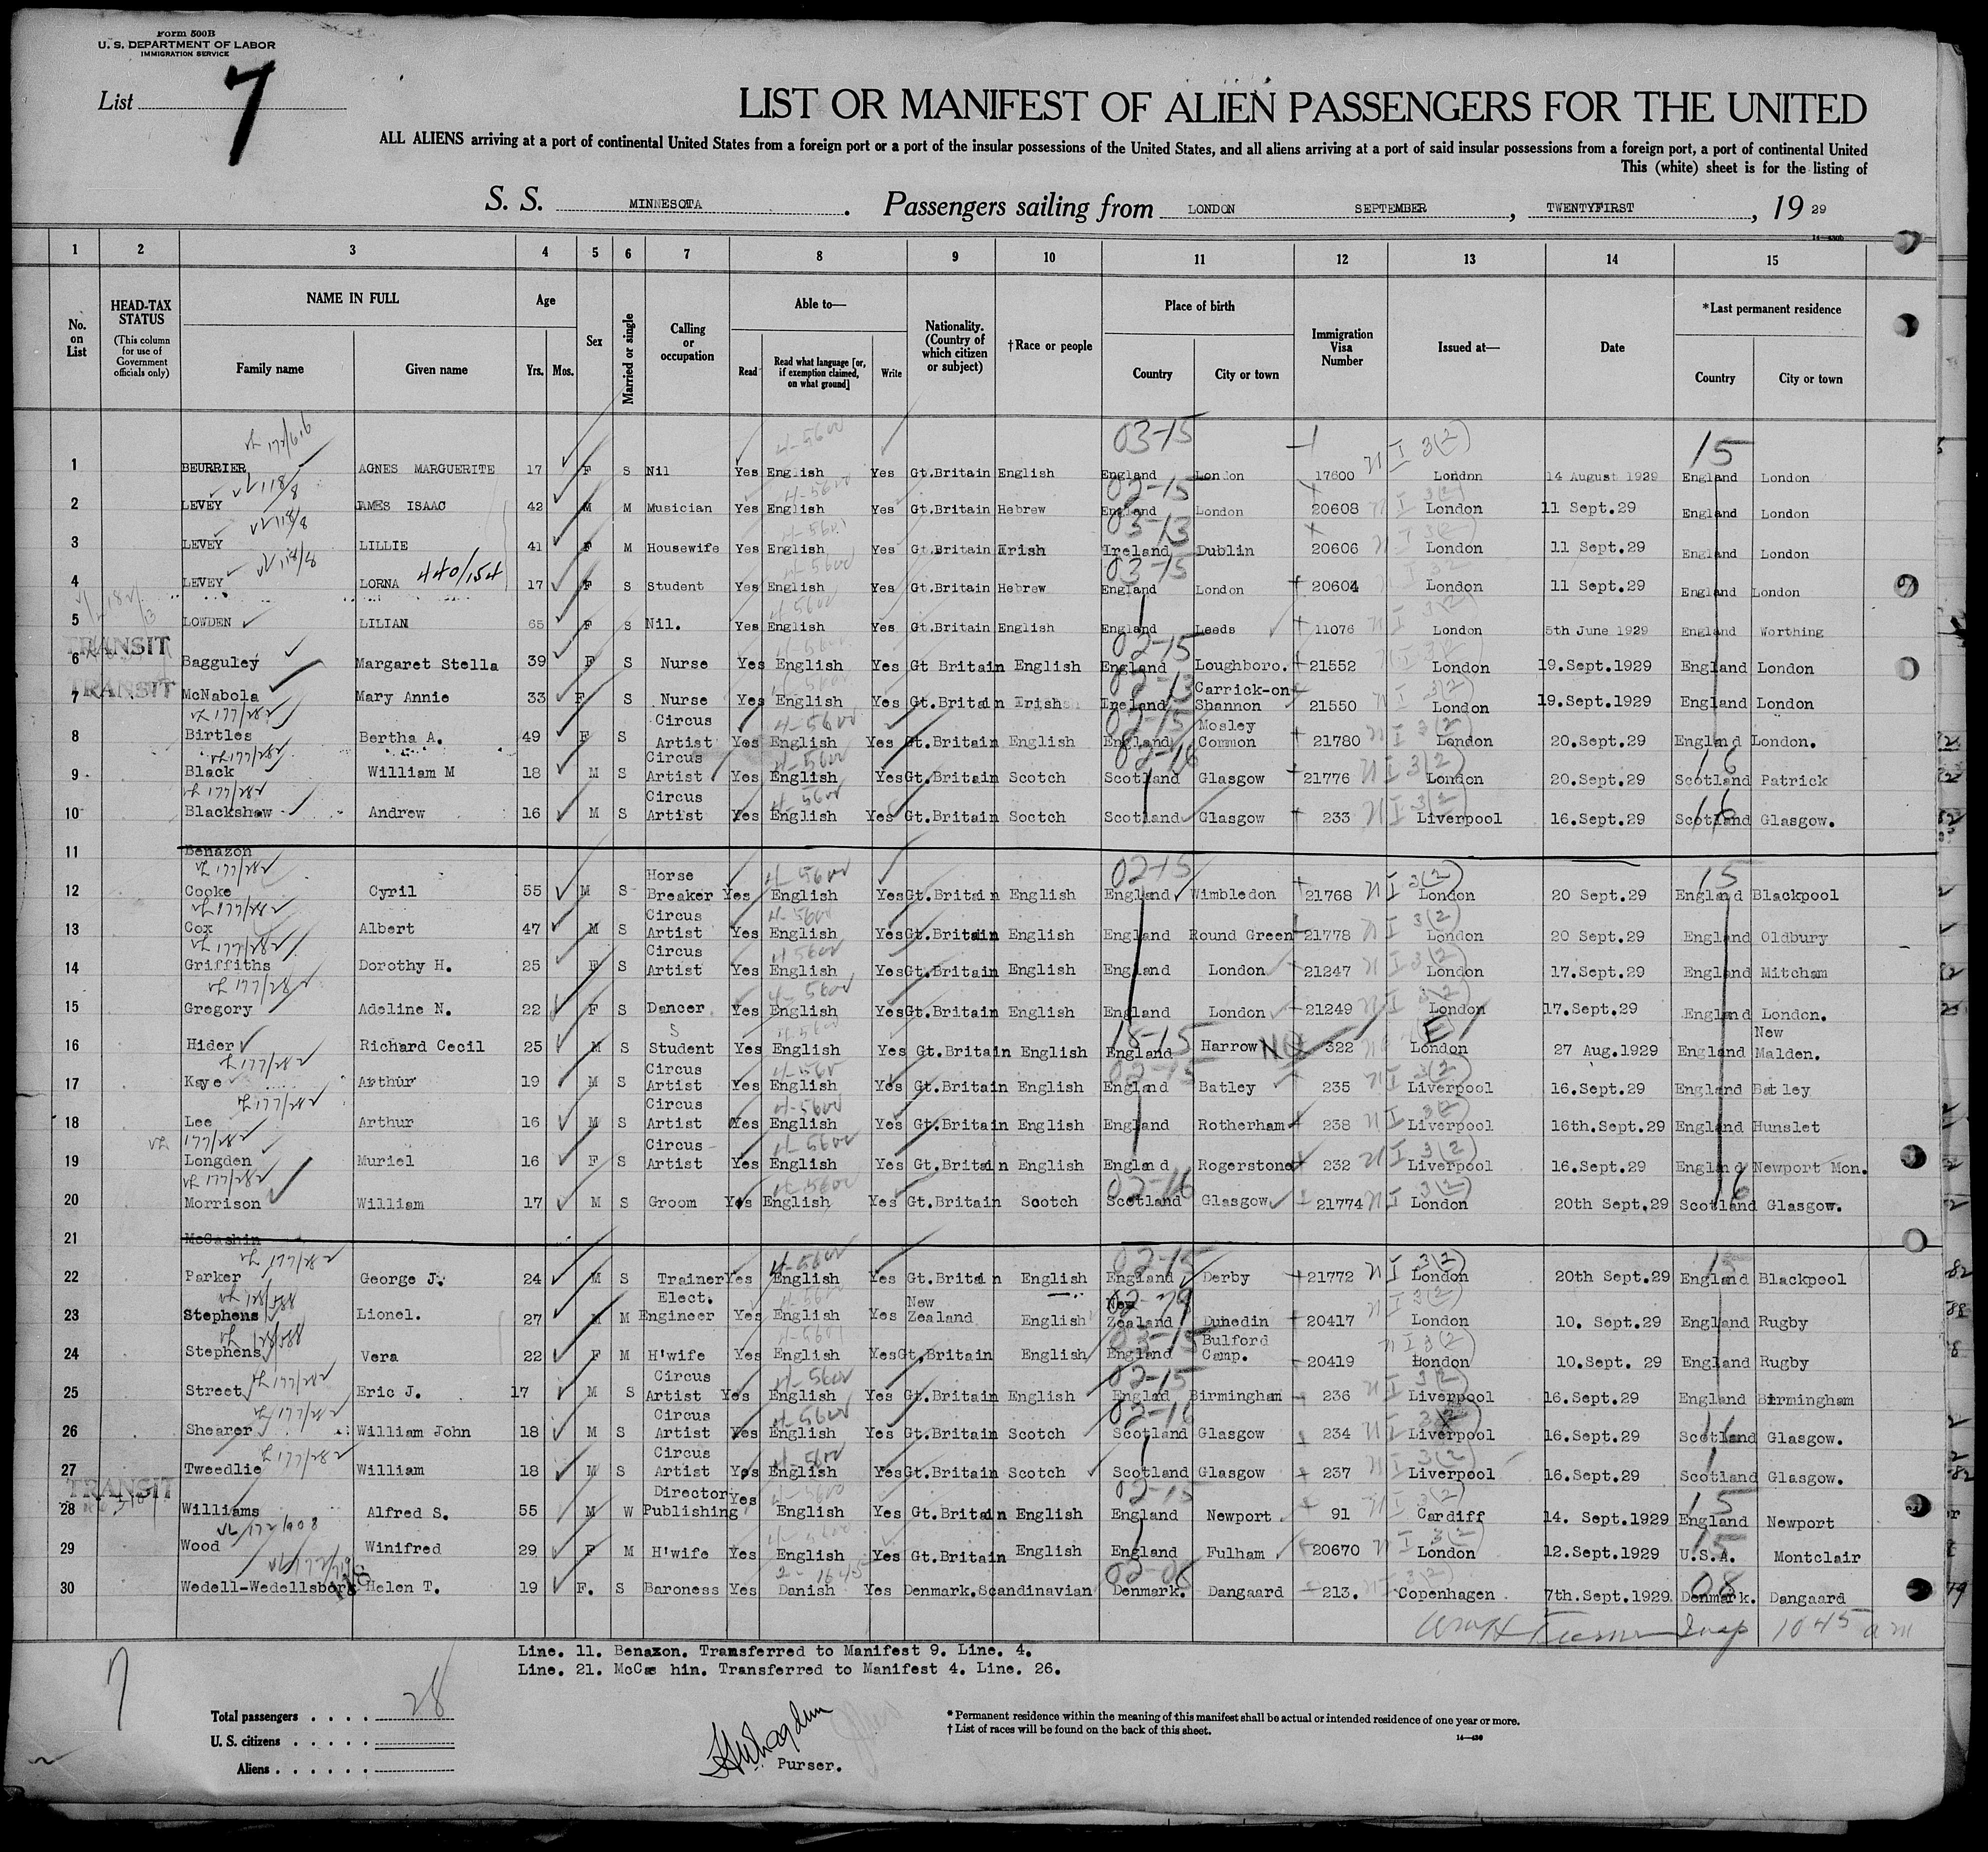 Form 500B
U. S. DEPARTMENT OF LABOR
IMMIGRATION SERVICE
List 7
LIST OR MANIFEST OF ALIEN PASSENGERS FOR THE UNITED
ALL ALIENS arriving at a port of continental United States from a foreign port or a port of the insular possessions of the United States, and all aliens arriving at a port of said insular possessions from a foreign port, a port of continental United
This (white) sheet is for the listing of
S. S. MINNESOTA. Passengers sailing from LONDON SEPTEMBER, TWENTYFIRST, 19 29
14—430b
1 2 3 4 5 6 7 8 9 10 11 12 13 14 15
No. on List
HEAD-TAX STATUS (This column for use of Government officials only)
NAME IN FULL Family name Given name
Age Yrs. Mos.
Sex
Married or single
Calling or occupation
Able to— Read Read what language [or, if exemption claimed, on what ground] Write
Nationality. (Country of which citizen or subject)
†Race or people
Place of birth Country City or town
Immigration Visa Number
Issued at—
Date
*Last permanent residence Country City or town
1 BEURRIER AGNES MARGUERITE 17 F S Nil Yes English Yes Gt.Britain English England London 17600 London 14 August 1929 England London
2 LEVEY AMES ISAAC 42 M M Musician Yes English Yes Gt.Britain Hebrew England London 20608 London 11 Sept.29 England London
3 LEVEY LILLIE 41 F M Housewife Yes English Yes Gt.Britain Irish Ireland Dublin 20606 London 11 Sept.29 England London
4 LEVEY LORNA 440/154 17 F S Student Yes English Yes Gt.Britain Hebrew England London 20604 London 11 Sept.29 England London
5 LOWDEN LILIAN 65 F S Nil. Yes English Yes Gt.Britain English England Leeds 11076 London 5th June 1929 England Worthing
TRANSIT
6 Bagguley Margaret Stella 39 F S Nurse Yes English Yes Gt Britain English England Loughboro. 21552 London 19.Sept.1929 England London
TRANSIT
7 McNabola Mary Annie 33 F S Nurse Yes English Yes Gt.Britain Irish Ireland Carrick-on Shannon 21550 London 19.Sept.1929 England London
8 Birtles Bertha A. 49 F S Circus Artist Yes English Yes Gt.Britain English England Mosley Common 21780 London 20.Sept.29 England London.
9 Black William M 18 M S Circus Artist Yes English Yes Gt.Britain Scotch Scotland Glasgow 21776 London 20.Sept.29 Scotland Patrick
10 Blackshaw Andrew 16 M S Circus Artist Yes English Yes Gt.Britain Soctch Scotland Glasgow 233 Liverpool 16.Sept.29 Scotland Glasgow.
11 Benazon
12 Cooke Cyril 55 M S Horse Breaker Yes English Yes Gt.Britain English England Wimbledon 21768 London 20 Sept.29 England Blackpool
13 Cox Albert 47 M S Circus Artist Yes English Yes Gt.Britain English England Round Green 21778 London 20 Sept.29 England Oldbury
14 Griffiths Dorothy H. 25 F S Circus Artist Yes English Yes Gt.Britain English England London 21247 London 17.Sept.29 England Mitcham
15 Gregory Adeline N. 22 F S Dancer Yes English Yes Gt.Britain English England London 21249 London 17.Sept.29 England London.
16 Hider Richard Cecil 25 M S Student Yes English Yes Gt.Britain English England Harrow NQ 322 London 27 Aug.1929 England New Malden.
17 Kaye Arthur 19 M S Circus Artist Yes English Yes Gt.Britain English England Batley 235 Liverpool 16.Sept.29 England Batley
18 Lee Arthur 16 M S Circus Artist Yes English Yes Gt.Britain English England Rotherham 238 Liverpool 16th.Sept.29 England Hunslet
19 Longden Muriel 16 F S Circus Artist Yes English Yes Gt.Britain English England Rogerstone 232 Liverpool 16.Sept.29 England Newport Mon.
20 Morrison William 17 M S Groom Yes English Yes Gt.Britain Scotch Scotland Glasgow 21774 London 20th Sept.29 Scotland Glasgow.
21 McCashin
22 Parker George J. 24 M S Trainer Yes English Yes Gt.Britain English England Derby 21772 London 20th Sept.29 England Blackpool
23 Stephens Lionel. 27 M M Elect. Engineer Yes English Yes New Zealand English New Zealand Dunedin 20417 London 10. Sept.29 England Rugby
24 Stephens Vera 22 F M H'wife Yes English Yes Gt.Britain English England Bulford Camp. 20419 London 10.Sept. 29 England Rugby
25 Street Eric J. 17 M S Circus Artist Yes English Yes Gt.Britain English Englad Birmingham 236 Liverpool 16.Sept.29 England Birmingham
26 Shearer William John 18 M S Circus Artist Yes English Yes Gt.Britain Scotch Scotland Glasgow 234 Liverpool 16.Sept.29 Scotland Glasgow.
27 Tweedlie William 18 M S Circus Artist Yes English Yes Gt.Britain Scotch Scotland Glasgow 237 Liverpool 16.Sept.29 Scotland Glasgow.
TRANSIT
28 Williams Alfred S. 55 M W Director Publishing Yes English Yes Gt.Britain English England Newport 91 Cardiff 14. Sept.1929 England Newport
29 Wood Winifred 29 F M H'wife Yes English Yes Gt.Britain English England Fulham 20670 London 12.Sept.1929 U.S.A. Montclair
30 Wedell-Wedellsborg Helen T. 19 F. S Baroness Yes Danish Yes Denmark. Scandinavian Denmark. Dangaard 213. Copenhagen 7th.Sept.1929. Denmark. Dangaard
Insp 1045 am
Line. 11. Benazon. Transferred to Manifest 9. Line. 4.
Line. 21. McCashin. Transferred to Manifest 4. Line. 26.
7
Total passengers . . . . 28
U. S. citizens . . . . .
Aliens . . . . . .
Purser.
* Permanent residence within the meaning of this manifest shall be actual or intended residence of one year or more.
† List of races will be found on the back of this sheet.
14—430